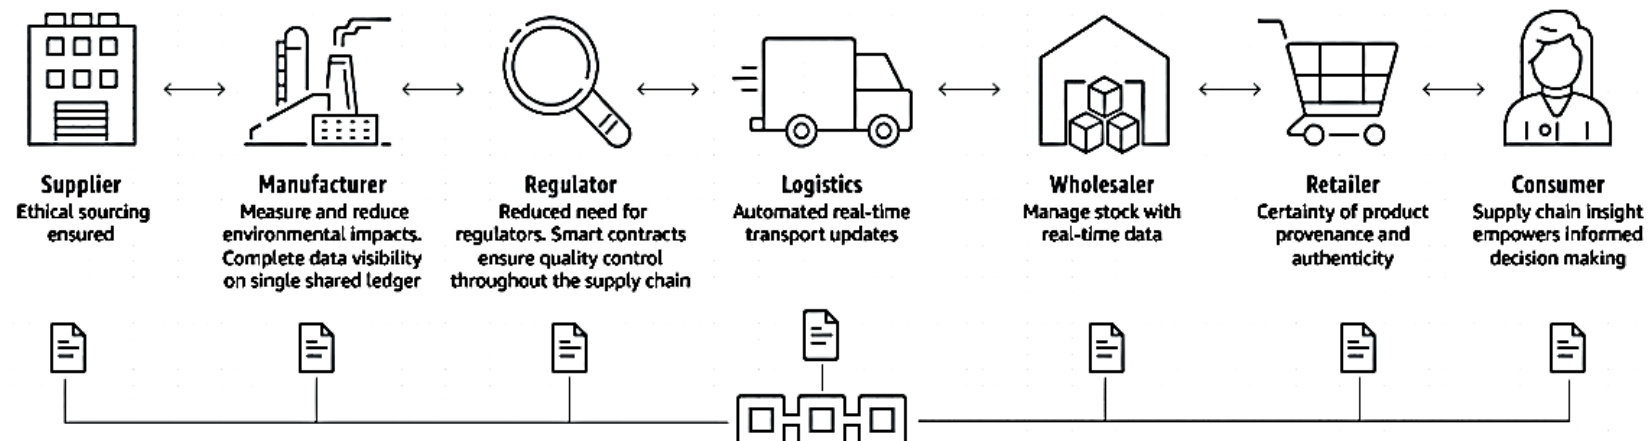 Supplier
Ethical sourcing
ensured
Manufacturer
Measure and reduce
environmental impacts.
Complete data visibility
on single shared ledger
Regulator
Reduced need for
regulators. Smart contracts
ensure quality control
throughout the supply chain
Logistics
Automated real-time
transport updates
Wholesaler
Manage stock with
real-time data
Retailer
Certainty of product
provenance and
authenticity
Consumer
Supply chain insight
empowers informed
decision making